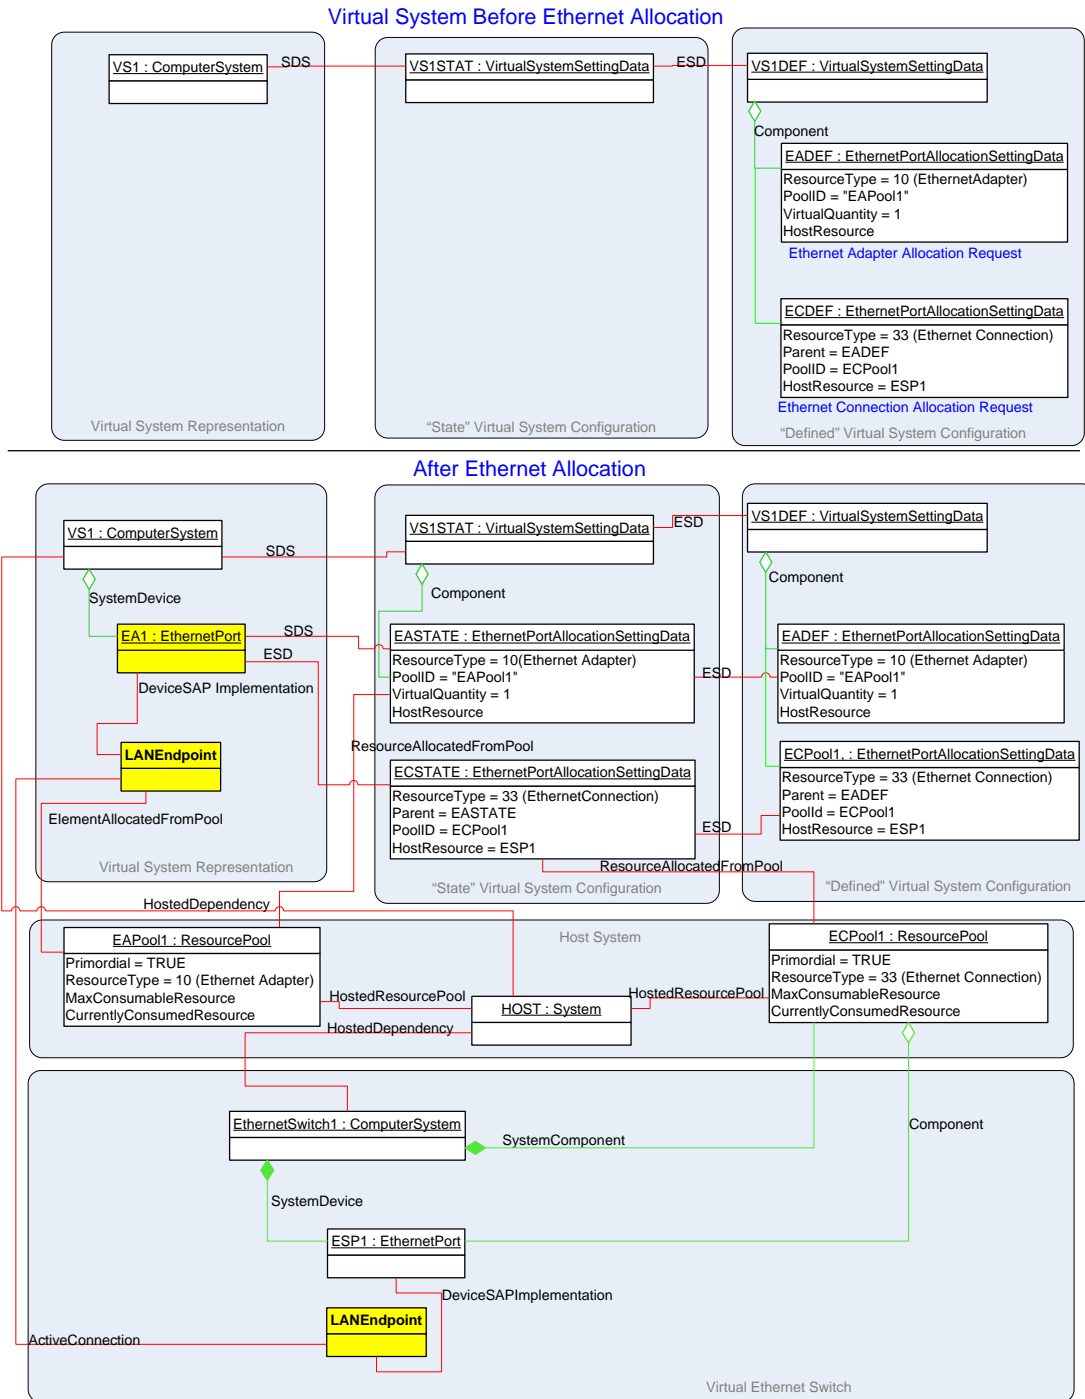 Virtual System Before Ethernet Allocation
VS1 : ComputerSystem
SDS
VS1STAT : VirtualSystemSettingData
ESD
VS1DEF : VirtualSystemSettingData
Component
EADEF : EthernetPortAllocationSettingData
ResourceType = 10 (EthernetAdapter)
PoolID = "EAPool1"
VirtualQuantity = 1
HostResource
Ethernet Adapter Allocation Request
ECDEF : EthernetPortAllocationSettingData
ResourceType = 33 (Ethernet Connection)
Parent = EADEF
PoolID = ECPool1
HostResource = ESP1
Ethernet Connection Allocation Request
Virtual System Representation
“State” Virtual System Configuration
“Defined” Virtual System Configuration
After Ethernet Allocation
VS1 : ComputerSystem
SDS
VS1STAT : VirtualSystemSettingData
ESD
VS1DEF : VirtualSystemSettingData
SystemDevice
Component
Component
EA1 : EthernetPort
SDS
ESD
DeviceSAP Implementation
EASTATE : EthernetPortAllocationSettingData
ResourceType = 10(Ethernet Adapter)
PoolID = "EAPool1"
VirtualQuantity = 1
HostResource
ESD
EADEF : EthernetPortAllocationSettingData
ResourceType = 10 (Ethernet Adapter)
PoolID = "EAPool1"
VirtualQuantity = 1
HostResource
LANEndpoint
ResourceAllocatedFromPool
ECSTATE : EthernetPortAllocationSettingData
ResourceType = 33 (EthernetConnection)
Parent = EASTATE
PoolID = ECPool1
HostResource = ESP1
ESD
ECPool1, : EthernetPortAllocationSettingData
ResourceType = 33 (Ethernet Connection)
Parent = EADEF
PoolId = ECPool1
HostResource = ESP1
ElementAllocatedFromPool
Virtual System Representation
ResourceAllocatedFromPool
“State” Virtual System Configuration
“Defined” Virtual System Configuration
HostedDependency
EAPool1 : ResourcePool
Primordial = TRUE
ResourceType = 10 (Ethernet Adapter)
MaxConsumableResource
CurrentlyConsumedResource
Host System
HostedResourcePool
HOST : System
HostedResourcePool
HostedDependency
ECPool1 : ResourcePool
Primordial = TRUE
ResourceType = 33 (Ethernet Connection)
MaxConsumableResource
CurrentlyConsumedResource
EthernetSwitch1 : ComputerSystem
SystemComponent
Component
SystemDevice
ESP1 : EthernetPort
DeviceSAPImplementation
LANEndpoint
ActiveConnection
Virtual Ethernet Switch